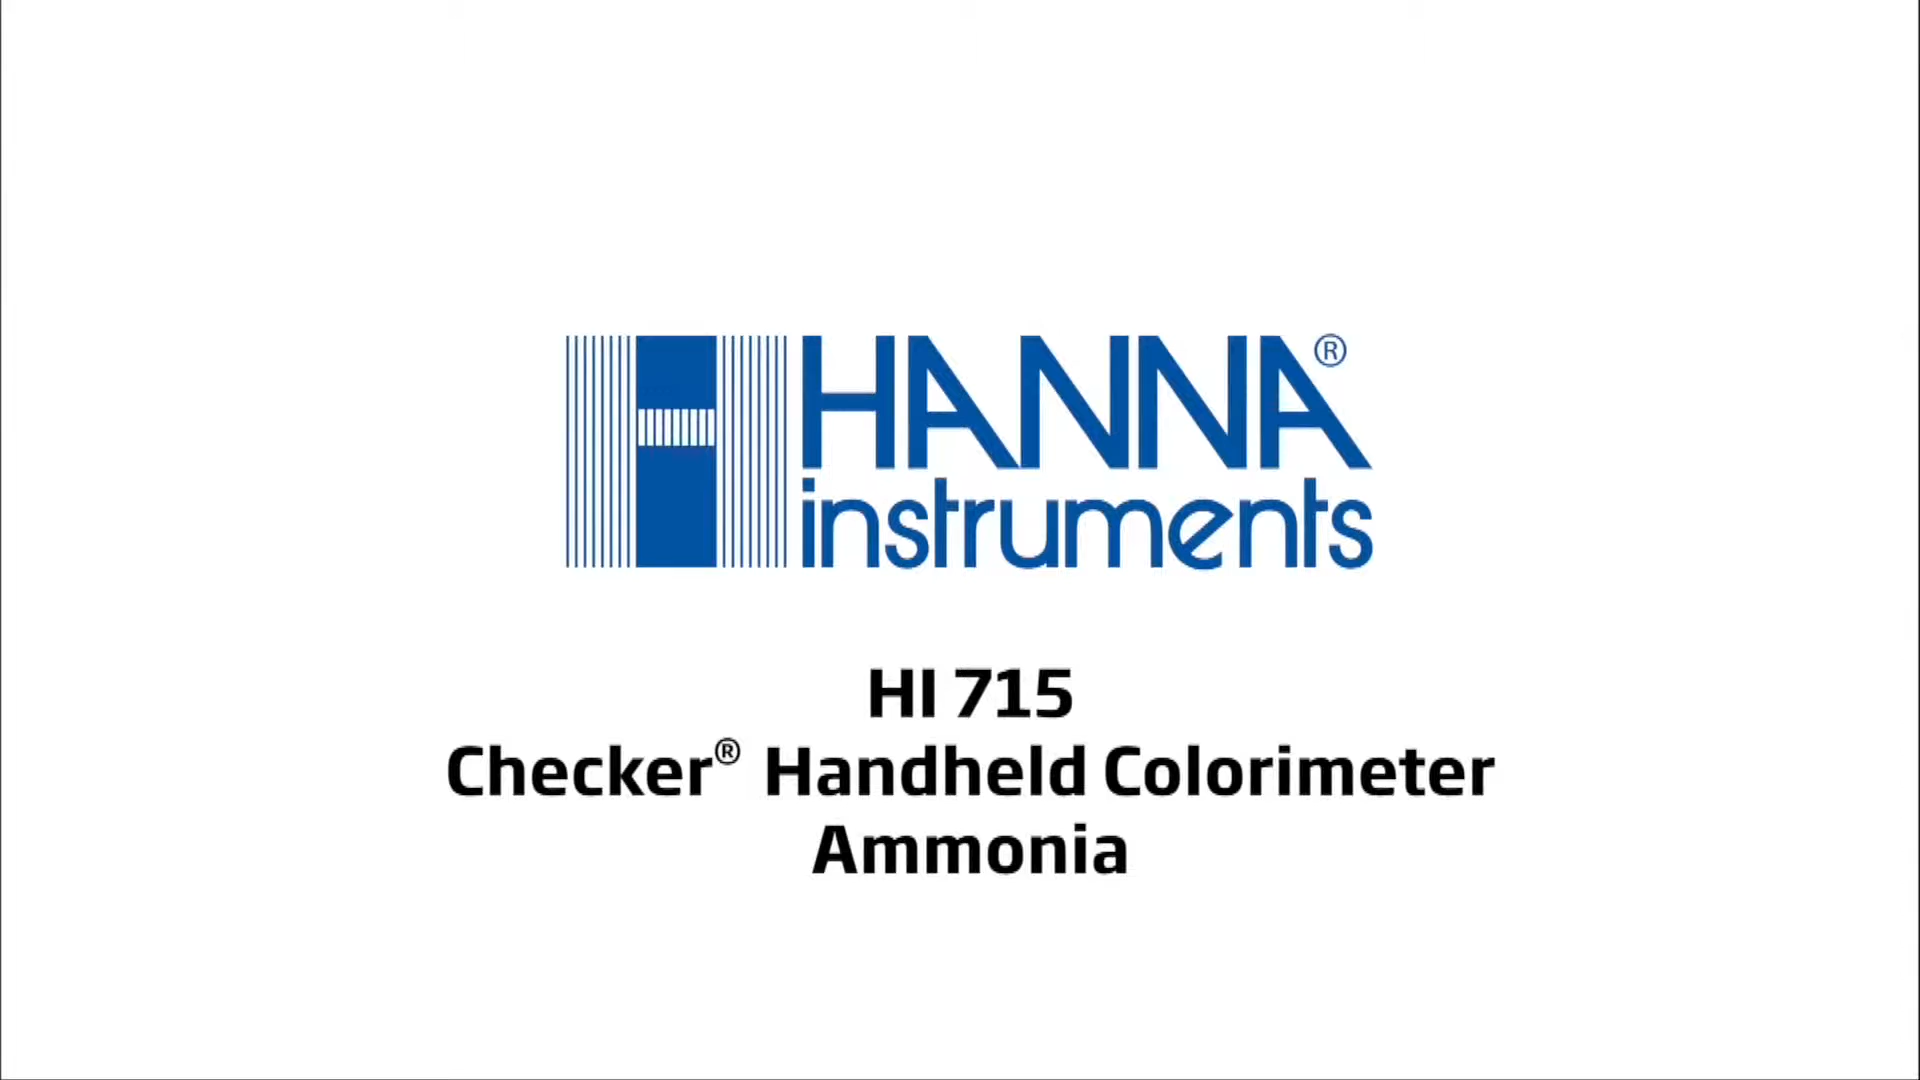 HANNA®
instruments
HI 715
Checker® Handheld Colorimeter
Ammonia